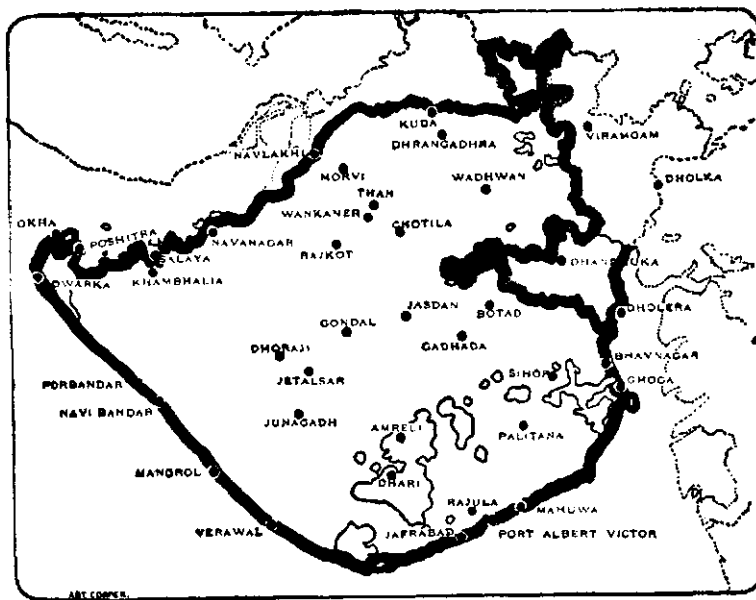 KUDA
VIRAMGAM
DHRANGADHRA
NAVLAKHI
MORVI
WADHWAN
DHOLKA
THAN
WANKANER
CHOTILA
OKHA
POSHITRA
NAVANAGAR
SALAYA
RAJKOT
DHANDHUKA
DWARKA
KHAMBHALIA
JASDAN
BOTAD
DHOLERA
GONDAL
GADHADA
DHORAJI
BHAVNAGAR
JETALSAR
SIHOR
GHOGA
PORBANDAR
NAVI BANDAR
JUNAGADH
AMRELI
PALITANA
MANGROL
DHARI
RAJULA
MAHUWA
VERAWAL
JAFRABAD
PORT ALBERT VICTOR